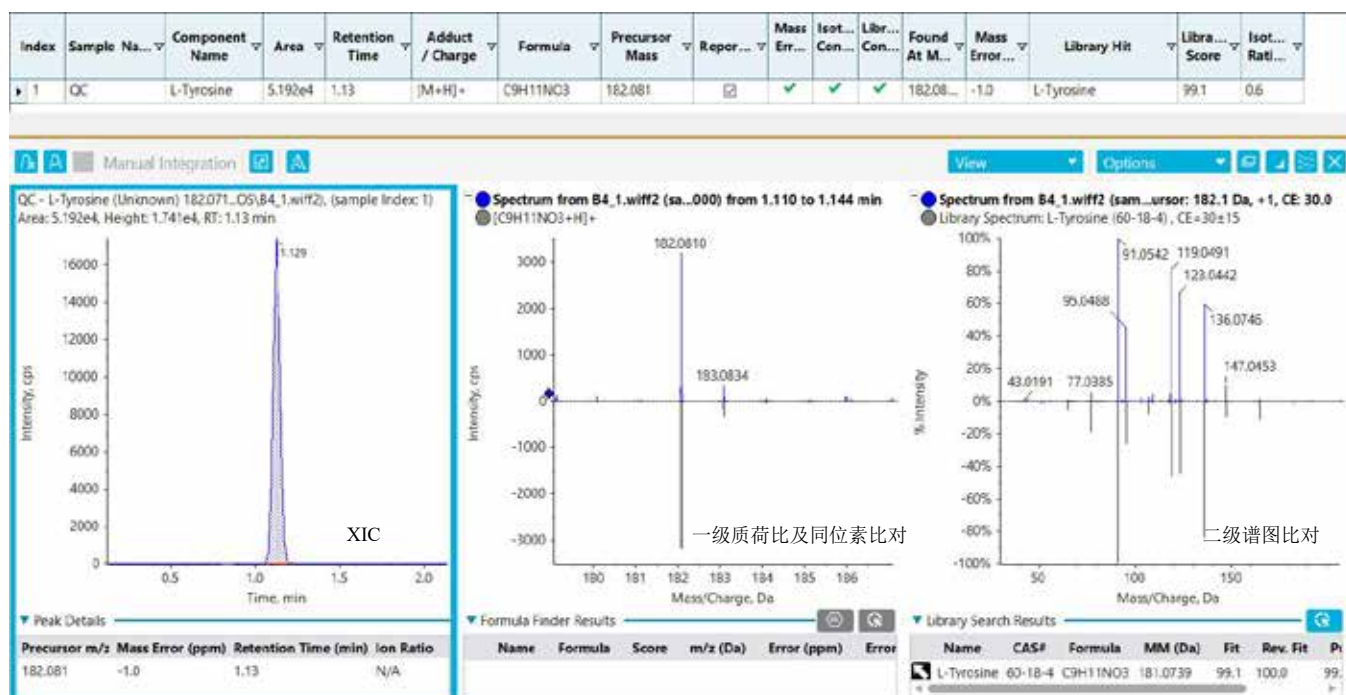 Index Sample Na... Component Name Area Retention Time Adduct / Charge Formula Precursor Mass Repor... Mass Err... Isot... Con... Libr... Con... Found At M... Mass Error... Library Hit Libra... Score Isot... Rati...
1 QC L-Tyrosine 5.192e4 1.13 [M+H]+ C9H11NO3 182.081 182.08... -1.0 L-Tyrosine 99.1 0.6
Manual Integration View Options
QC - L-Tyrosine (Unknown) 182.071...OS\B4_1.wiff2), (sample Index: 1)
Area: 5.192e4, Height: 1.741e4, RT: 1.13 min
1.129
16000
14000
12000
10000
8000
6000
4000
2000
0
Intensity, cps
XIC
0.5 1.0 1.5 2.0
Time, min
Peak Details
Precursor m/z Mass Error (ppm) Retention Time (min) Ion Ratio
182.081 -1.0 1.13 N/A
Spectrum from B4_1.wiff2 (sa...000) from 1.110 to 1.144 min
[C9H11NO3+H]+
182.0810
183.0834
3000
2000
1000
0
-1000
-2000
-3000
Intensity, cps
一级质荷比及同位素比对
180 181 182 183 184 185 186
Mass/Charge, Da
Formula Finder Results
Name Formula Score m/z (Da) Error (ppm) Error
Spectrum from B4_1.wiff2 (sam...ursor: 182.1 Da, +1, CE: 30.0
Library Spectrum: L-Tyrosine (60-18-4) , CE=30±15
100%
80%
60%
40%
20%
0%
-20%
-40%
-60%
-80%
-100%
% Intensity
91.0542 119.0491
123.0442
95.0488
136.0746
147.0453
43.0191 77.0385
二级谱图比对
50 100 150
Mass/Charge, Da
Library Search Results
Name CAS# Formula MM (Da) Fit Rev. Fit Pu
L-Tyrosine 60-18-4 C9H11NO3 181.0739 99.1 100.0 99.